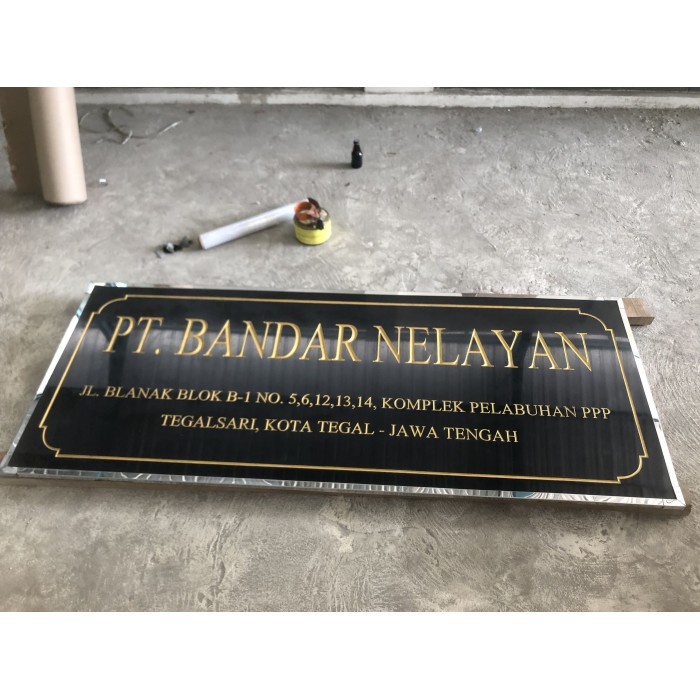 PT. BANDAR NELAYAN
JL. BLANAK BLOK B-1 NO. 5,6,12,13,14, KOMPLEK PELABUHAN PPP
TEGALSARI, KOTA TEGAL - JAWA TENGAH